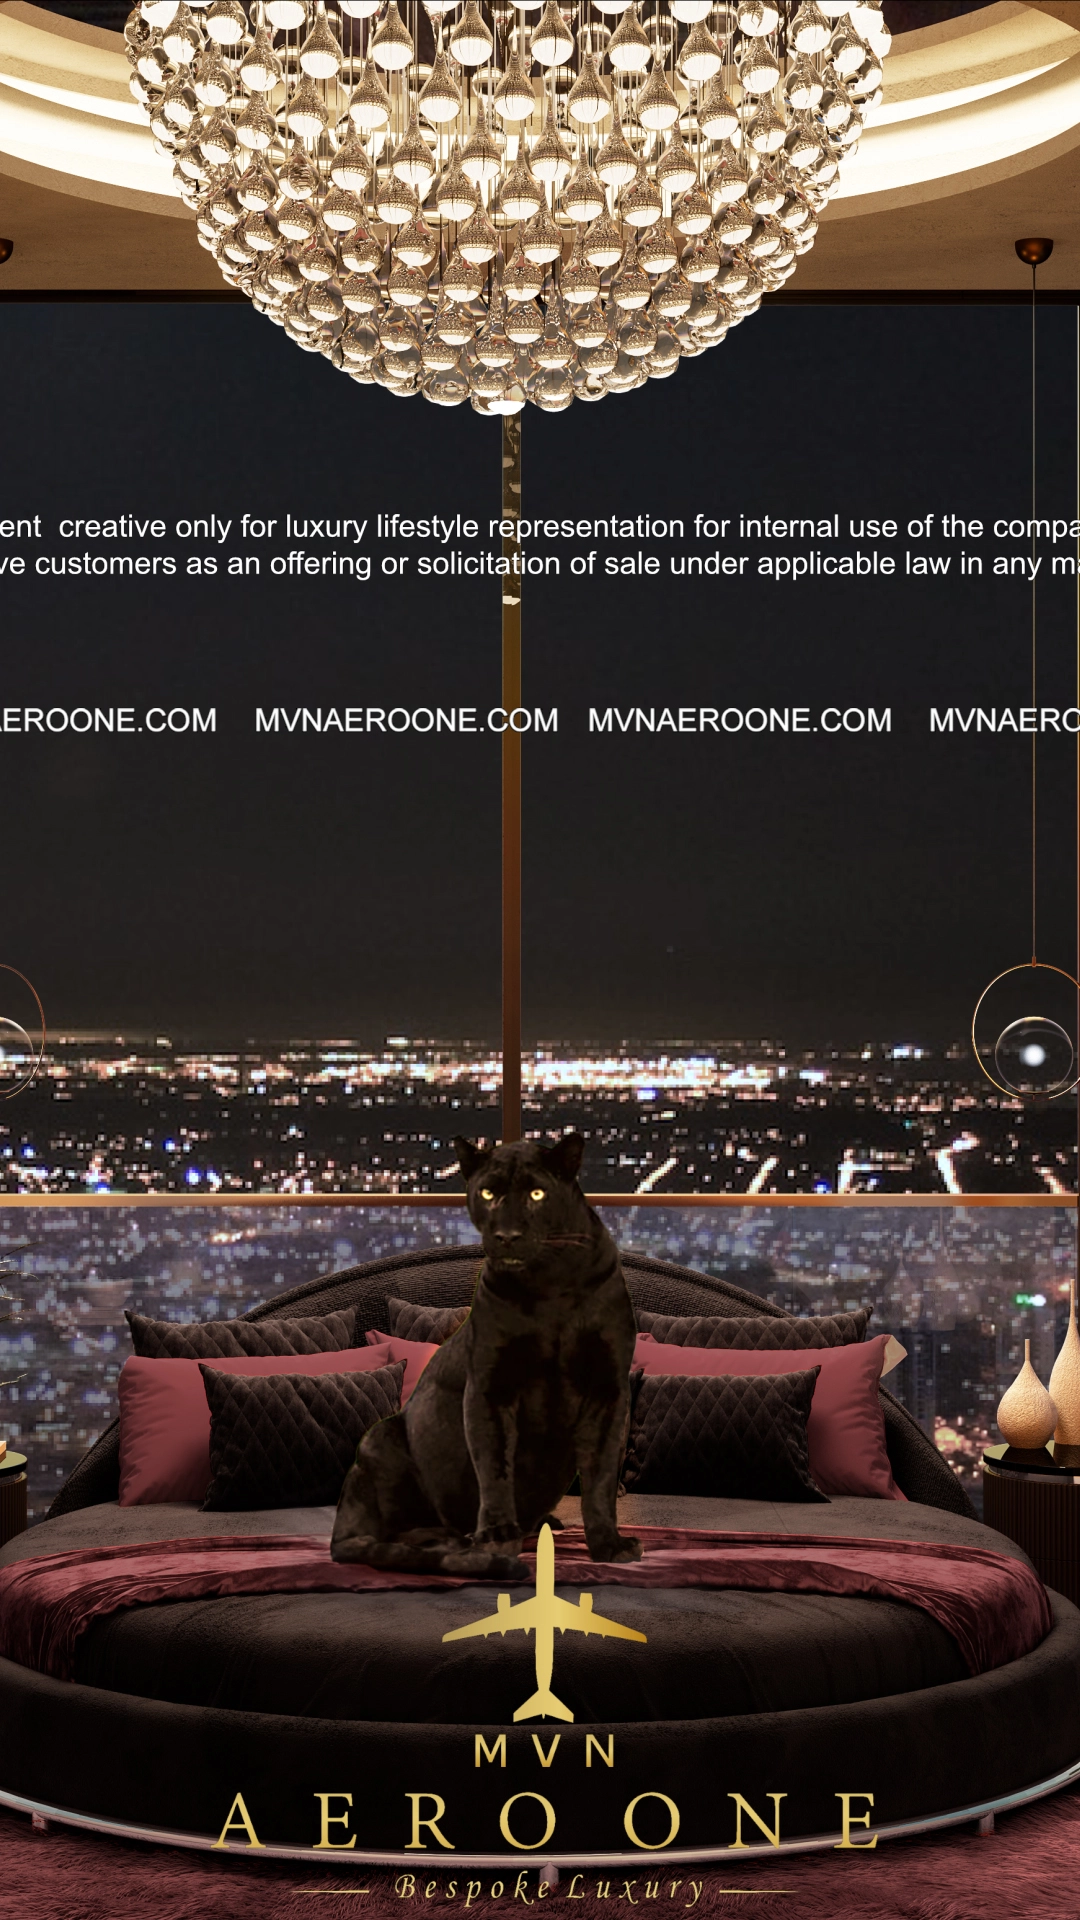 ent creative only for luxury lifestyle representation for internal use of the compa
ve customers as an offering or solicitation of sale under applicable law in any ma
AEROONE.COM MVNAEROONE.COM MVNAEROONE.COM MVNAERO
MVN
AERO ONE
Bespoke Luxury